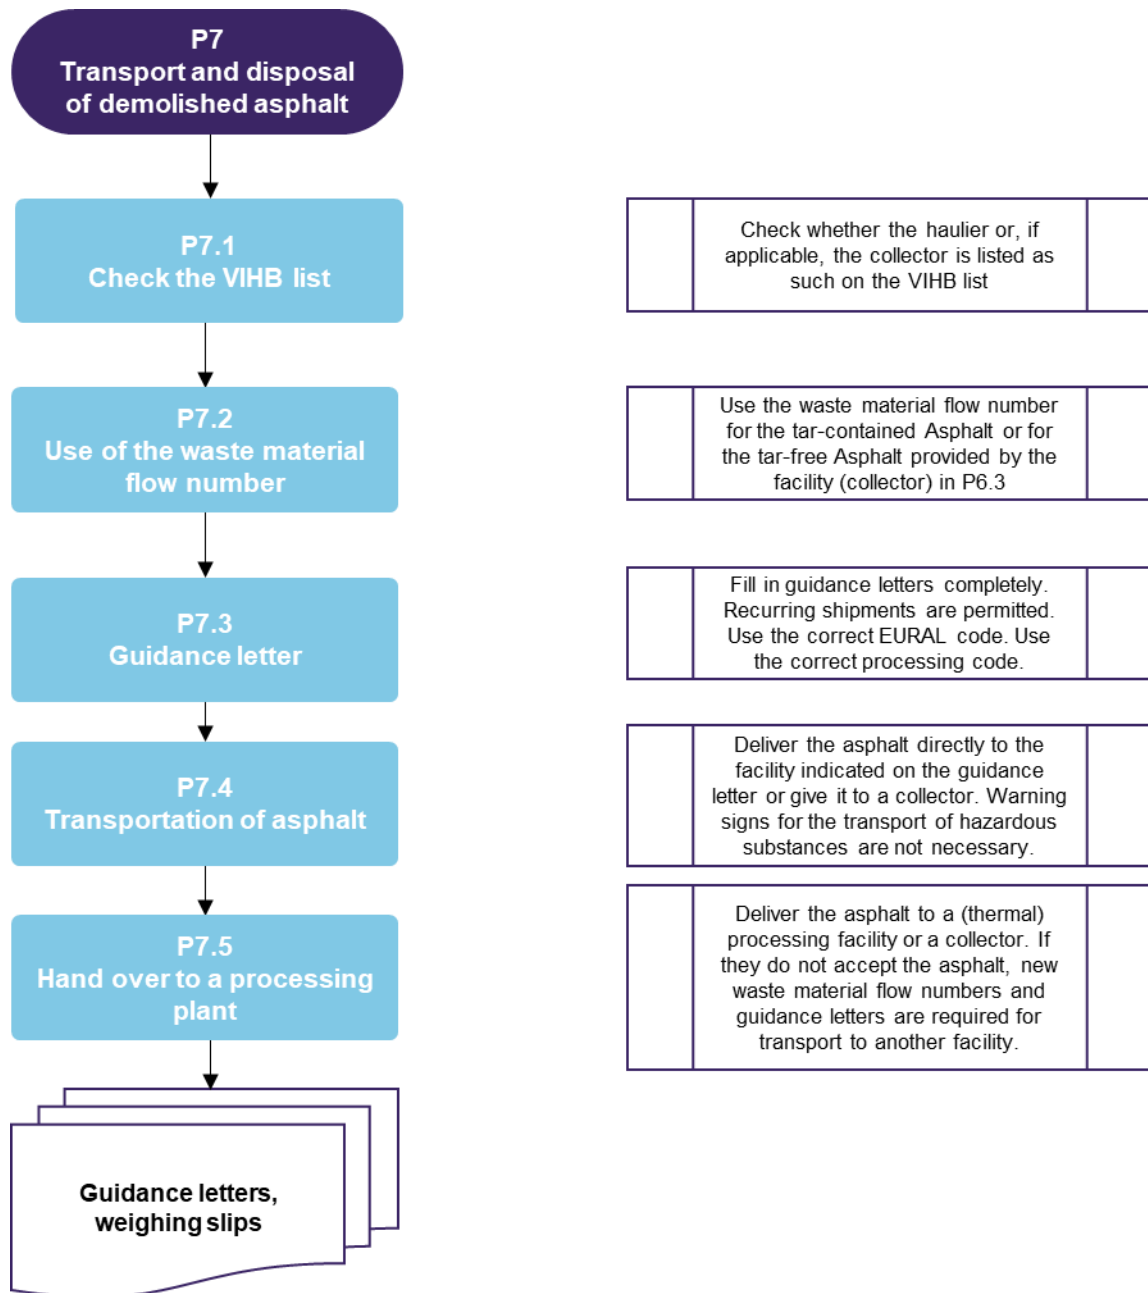 P7
Transport and disposal
of demolished asphalt
P7.1
Check the VIHB list
Check whether the haulier or, if
applicable, the collector is listed as
such on the VIHB list
P7.2
Use of the waste material
flow number
Use the waste material flow number
for the tar-contained Asphalt or for
the tar-free Asphalt provided by the
facility (collector) in P6.3
P7.3
Guidance letter
Fill in guidance letters completely.
Recurring shipments are permitted.
Use the correct EURAL code. Use
the correct processing code.
P7.4
Transportation of asphalt
Deliver the asphalt directly to the
facility indicated on the guidance
letter or give it to a collector. Warning
signs for the transport of hazardous
substances are not necessary.
P7.5
Hand over to a processing
plant
Deliver the asphalt to a (thermal)
processing facility or a collector. If
they do not accept the asphalt, new
waste material flow numbers and
guidance letters are required for
transport to another facility.
Guidance letters,
weighing slips